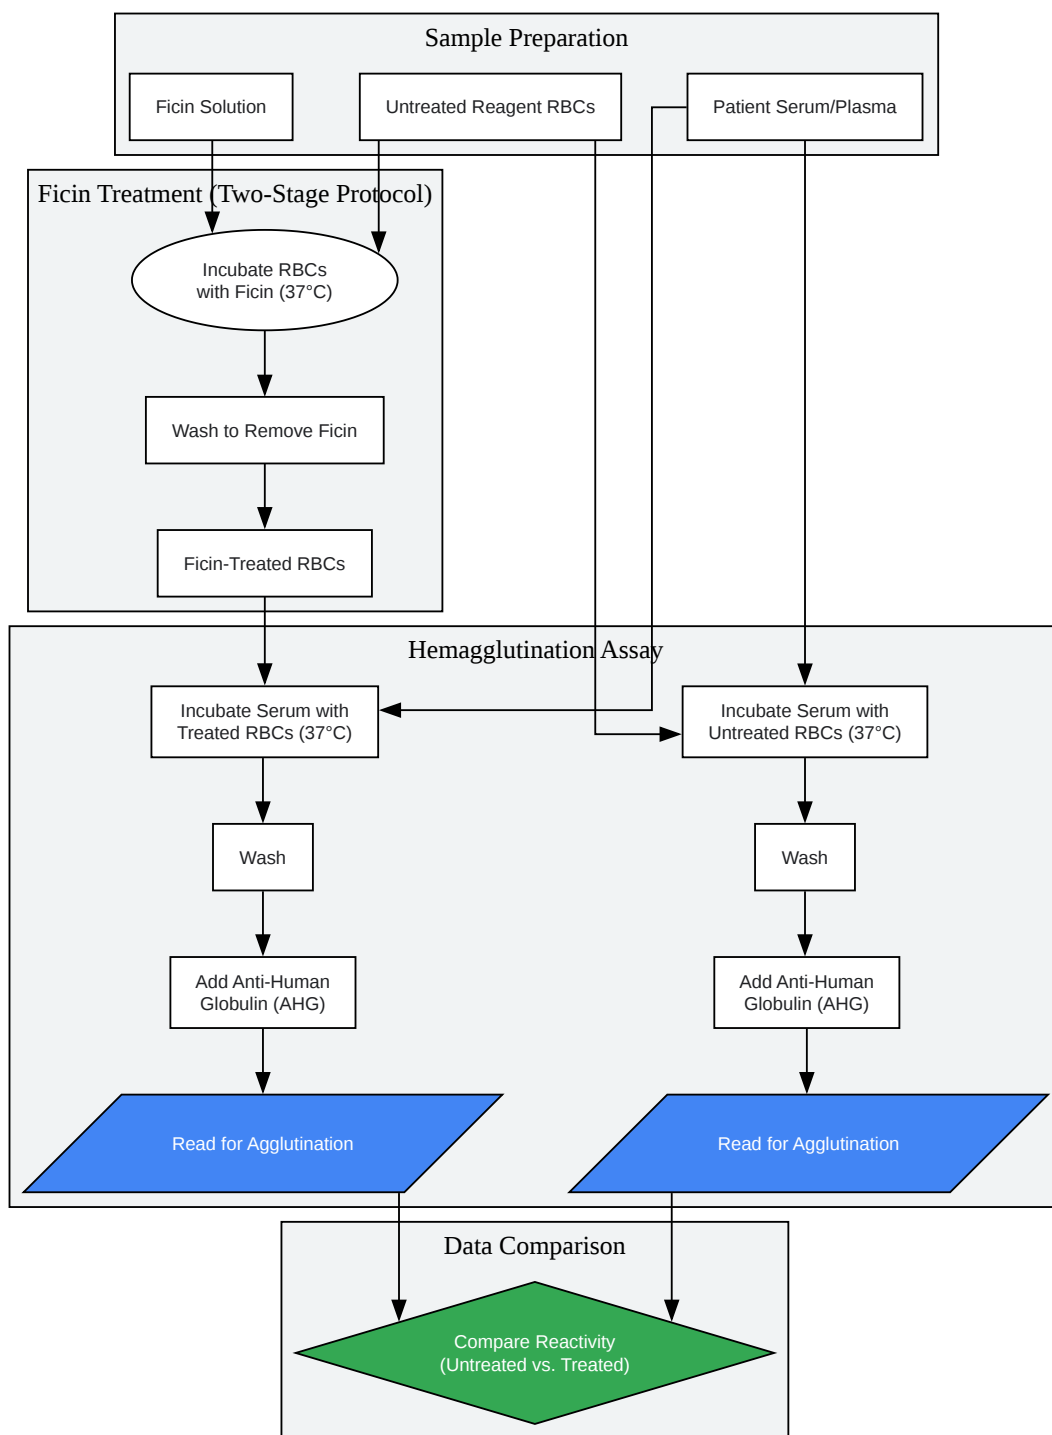 Sample Preparation
Ficin Solution
Untreated Reagent RBCs
Patient Serum/Plasma
Ficin Treatment (Two-Stage Protocol)
Incubate RBCs
with Ficin (37°C)
Wash to Remove Ficin
Ficin-Treated RBCs
Hemagglutination Assay
Incubate Serum with
Treated RBCs (37°C)
Incubate Serum with
Untreated RBCs (37°C)
Wash
Wash
Add Anti-Human
Globulin (AHG)
Add Anti-Human
Globulin (AHG)
Read for Agglutination
Read for Agglutination
Data Comparison
Compare Reactivity
(Untreated vs. Treated)